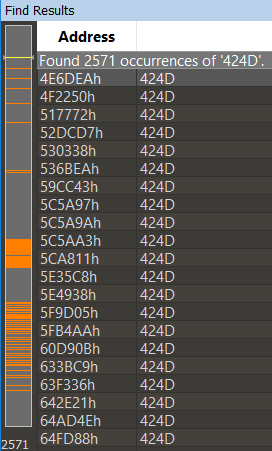 Find Results
Address
Found 2571 occurrences of '424D'.
4E6DEAh 424D
4F2250h 424D
517772h 424D
52DCD7h 424D
530338h 424D
536BEAh 424D
59CC43h 424D
5C5A97h 424D
5C5A9Ah 424D
5C5AA3h 424D
5CA811h 424D
5E35C8h 424D
5E4938h 424D
5F9D05h 424D
5FB4AAh 424D
60D90Bh 424D
633BC9h 424D
63F336h 424D
642E21h 424D
64AD4Eh 424D
64FD88h 424D
2571